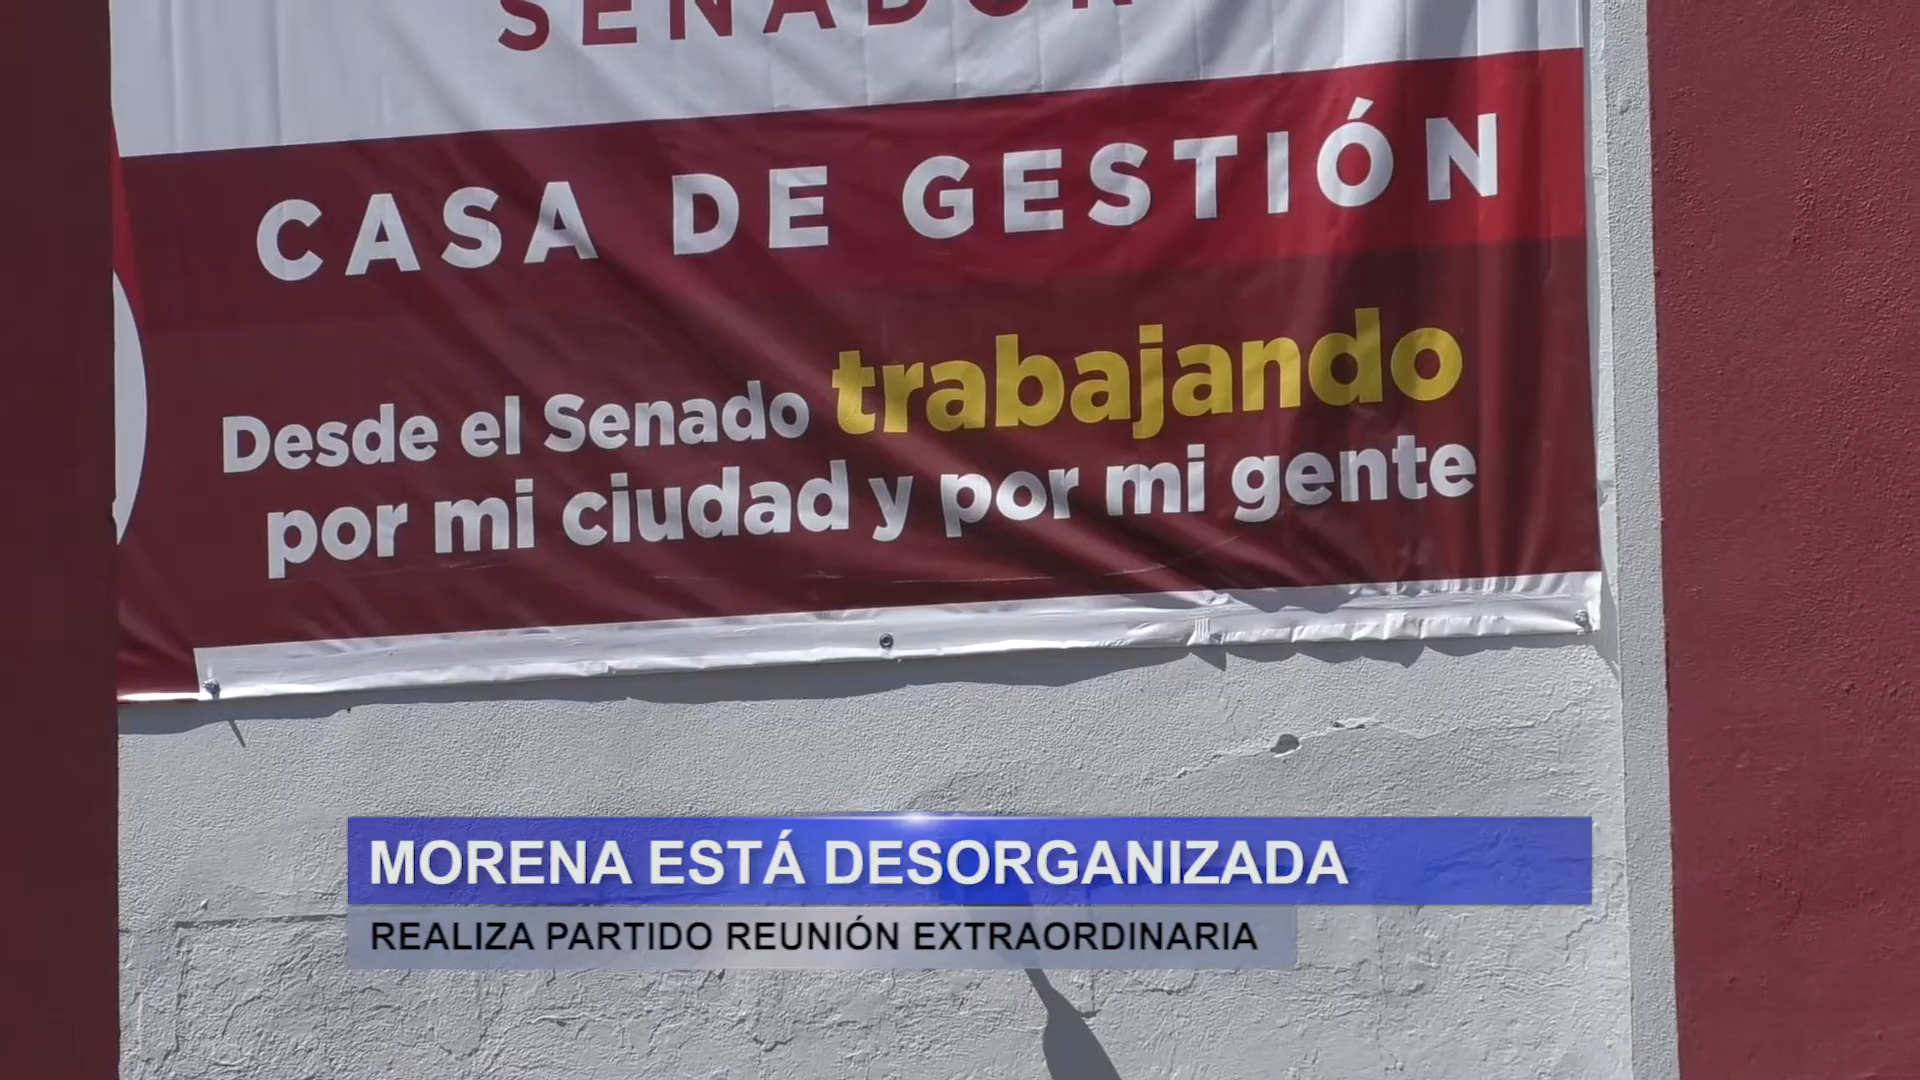 SENADOR
CASA DE GESTIÓN
Desde el Senado trabajando
por mi ciudad y por mi gente
MORENA ESTÁ DESORGANIZADA
REALIZA PARTIDO REUNIÓN EXTRAORDINARIA